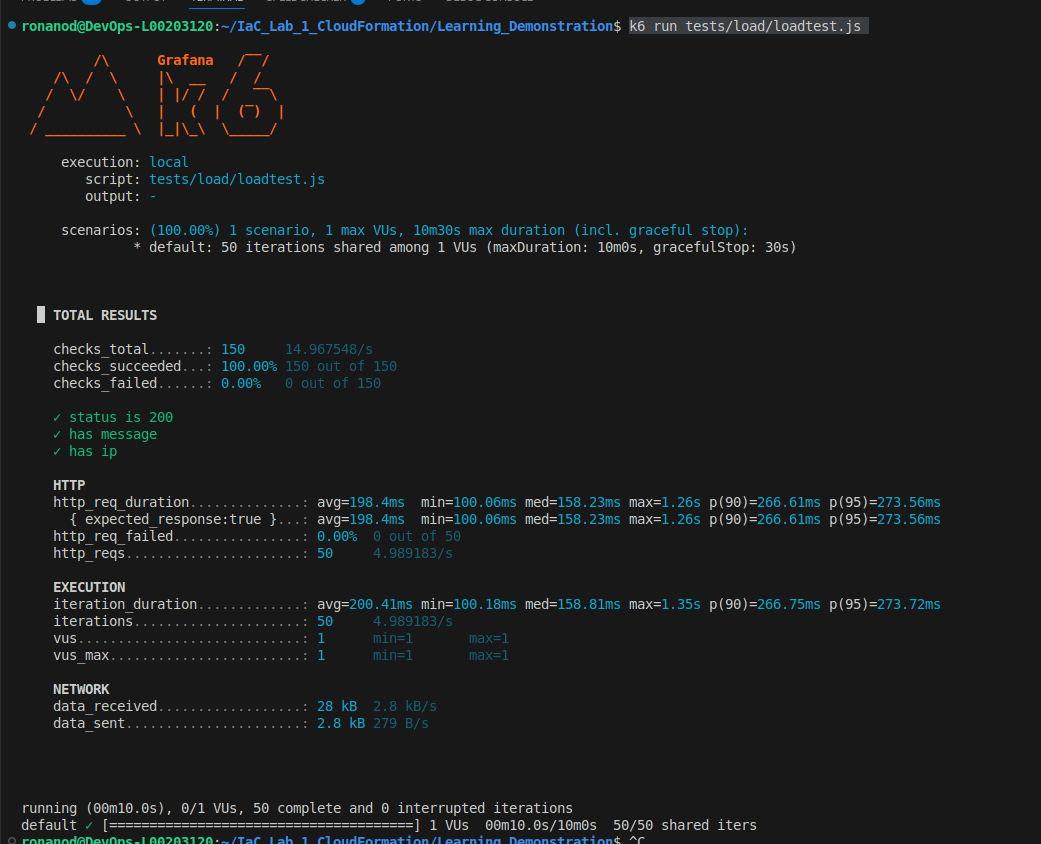 ronanod@DevOps-L00203120:~/IaC_Lab_1_CloudFormation/Learning_Demonstration$ k6 run tests/load/loadtest.js
Grafana
execution: local
script: tests/load/loadtest.js
output: -
scenarios: (100.00%) 1 scenario, 1 max VUs, 10m30s max duration (incl. graceful stop):
* default: 50 iterations shared among 1 VUs (maxDuration: 10m0s, gracefulStop: 30s)
█ TOTAL RESULTS
checks_total.......: 150 14.967548/s
checks_succeeded...: 100.00% 150 out of 150
checks_failed......: 0.00% 0 out of 150
✓ status is 200
✓ has message
✓ has ip
HTTP
http_req_duration..............: avg=198.4ms min=100.06ms med=158.23ms max=1.26s p(90)=266.61ms p(95)=273.56ms
{ expected_response:true }...: avg=198.4ms min=100.06ms med=158.23ms max=1.26s p(90)=266.61ms p(95)=273.56ms
http_req_failed................: 0.00% 0 out of 50
http_reqs......................: 50 4.989183/s
EXECUTION
iteration_duration.............: avg=200.41ms min=100.18ms med=158.81ms max=1.35s p(90)=266.75ms p(95)=273.72ms
iterations.....................: 50 4.989183/s
vus............................: 1 min=1 max=1
vus_max........................: 1 min=1 max=1
NETWORK
data_received..................: 28 kB 2.8 kB/s
data_sent......................: 2.8 kB 279 B/s
running (00m10.0s), 0/1 VUs, 50 complete and 0 interrupted iterations
default ✓ [======================================] 1 VUs 00m10.0s/10m0s 50/50 shared iters
ronanod@DevOps-L00203120:~/IaC_Lab_1_CloudFormation/Learning_Demonstration$ ^C